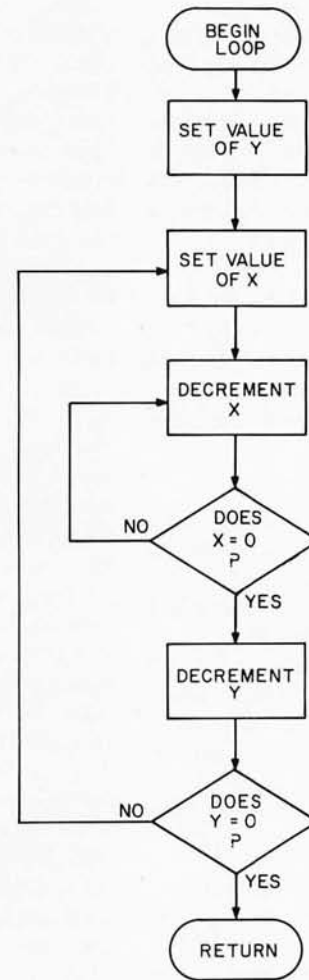 BEGIN
LOOP
SET VALUE
OF Y
SET VALUE
OF X
DECREMENT
X
DOES
X = 0
?
NO
YES
DECREMENT
Y
DOES
Y = 0
?
NO
YES
RETURN